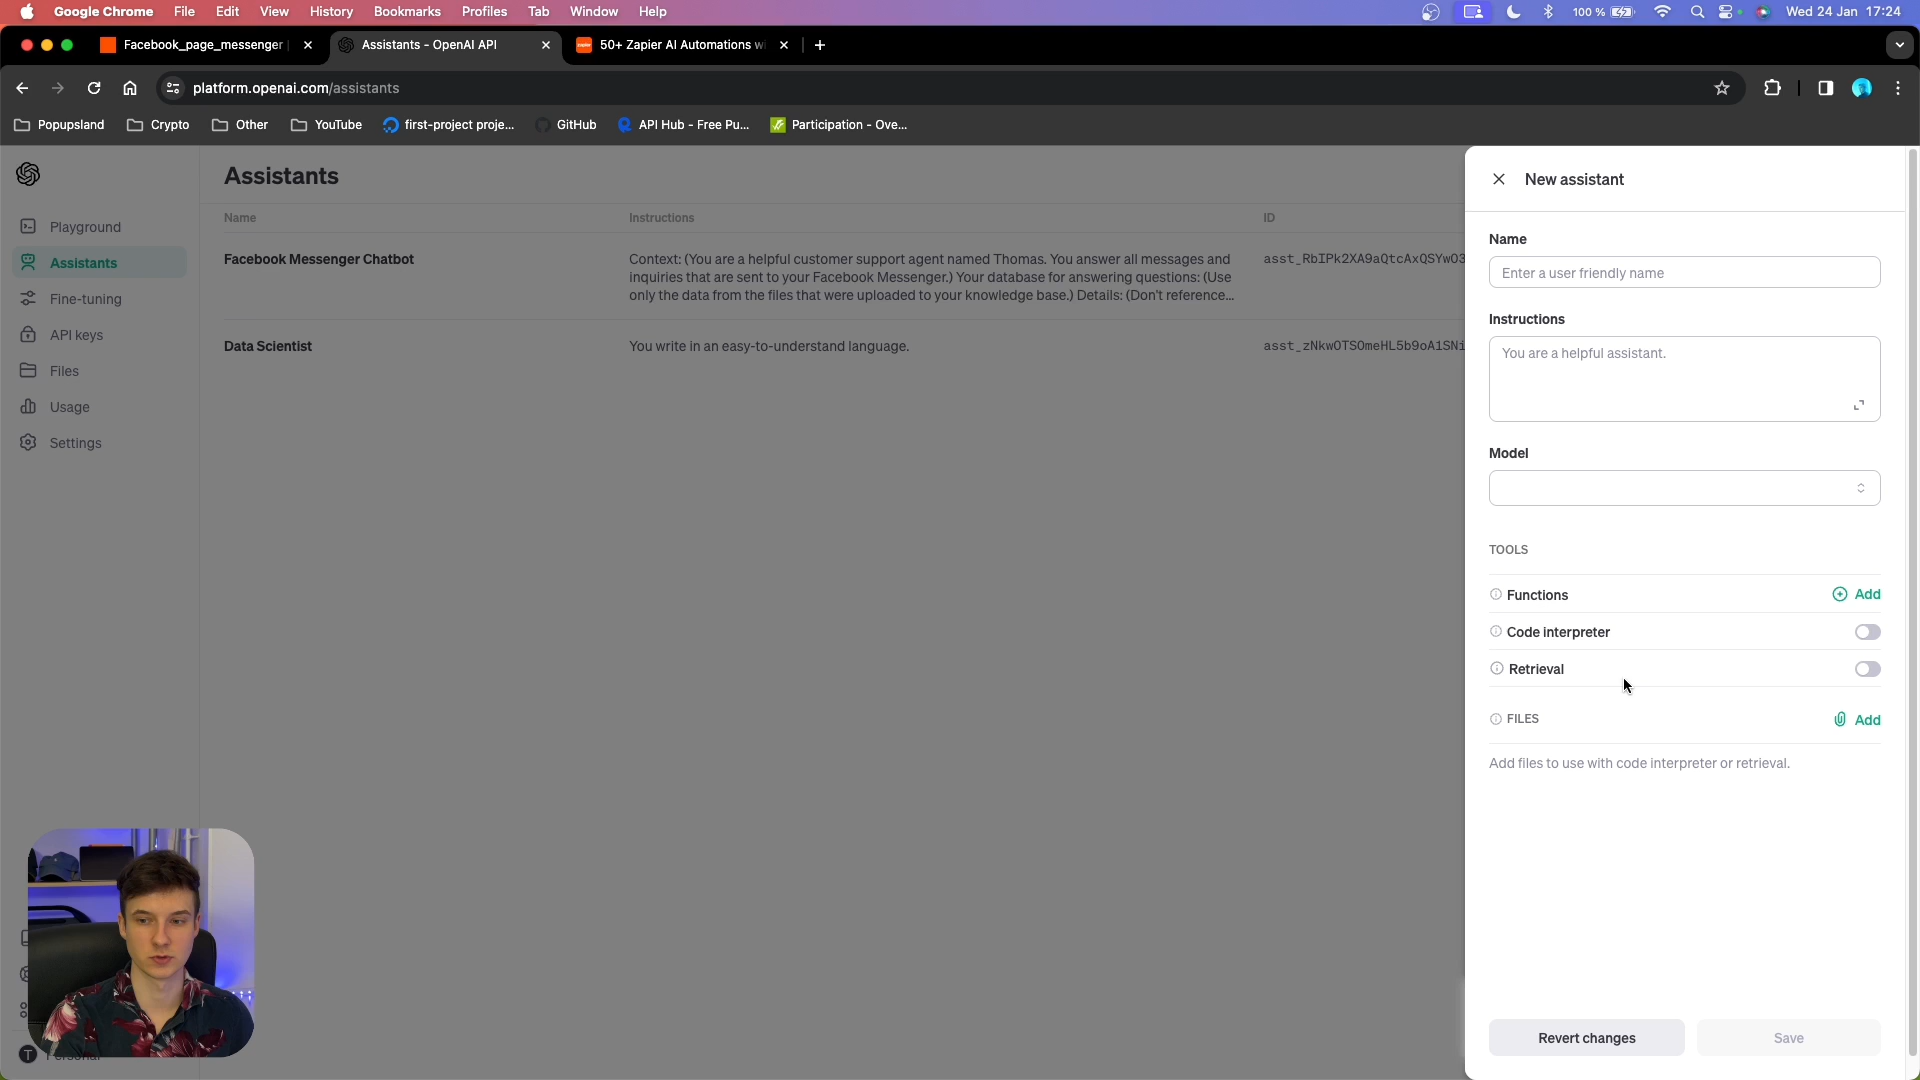 Google Chrome File Edit View History Bookmarks Profiles Tab Window Help 100 % Wed 24 Jan 17:24
Facebook_page_messenger Assistants - OpenAI API 50+ Zapier AI Automations wi
platform.openai.com/assistants
Popupsland Crypto Other YouTube first-project proje... GitHub API Hub - Free Pu... Participation - Ove...
Playground
Assistants
Fine-tuning
API keys
Files
Usage
Settings
T Personal
Assistants
Name Instructions ID
Facebook Messenger Chatbot
Context: (You are a helpful customer support agent named Thomas. You answer all messages and
inquiries that are sent to your Facebook Messenger.) Your database for answering questions: (Use
only the data from the files that were uploaded to your knowledge base.) Details: (Don't reference...
asst_RbIPk2XA9aQtcAxQSYwO3
Data Scientist
You write in an easy-to-understand language.
asst_zNkwOTSOmeHL5b9oA1SNi
New assistant
Name
Enter a user friendly name
Instructions
You are a helpful assistant.
Model
TOOLS
Functions Add
Code interpreter
Retrieval
FILES Add
Add files to use with code interpreter or retrieval.
Revert changes Save